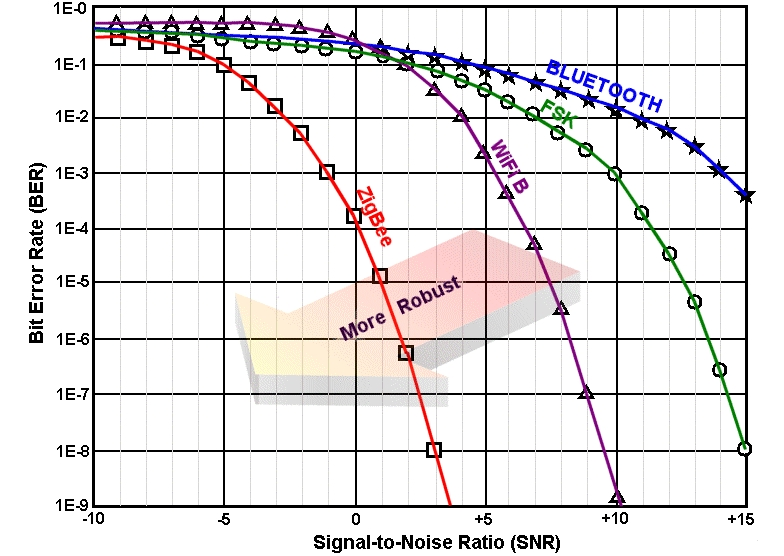 1E-0
1E-1
1E-2
1E-3
1E-4
1E-5
1E-6
1E-7
1E-8
1E-9
Bit Error Rate (BER)
BLUETOOTH
FSK
WiFi B
ZigBee
More Robust
-10 -5 0 +5 +10 +15
Signal-to-Noise Ratio (SNR)